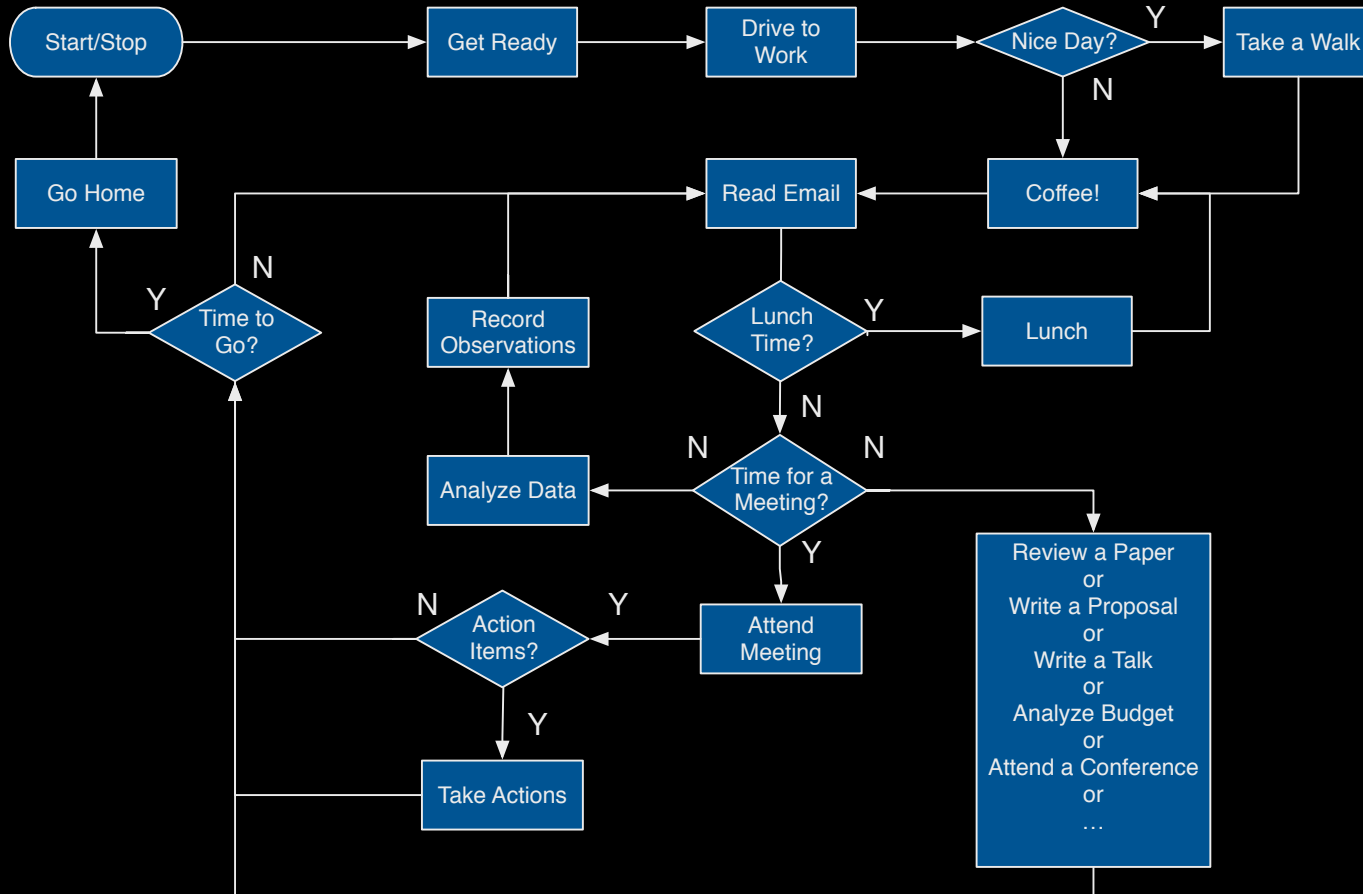 Start/Stop
Get Ready
Drive to
Work
Nice Day?
Y
Take a Walk
N
Go Home
Read Email
Coffee!
N
Y
Time to
Go?
Record
Observations
Lunch
Time?
Y
Lunch
N
N
N
Analyze Data
Time for a
Meeting?
Y
Review a Paper
or
Write a Proposal
or
Write a Talk
or
Analyze Budget
or
Attend a Conference
or
…
N
Action
Items?
Y
Attend
Meeting
Y
Take Actions